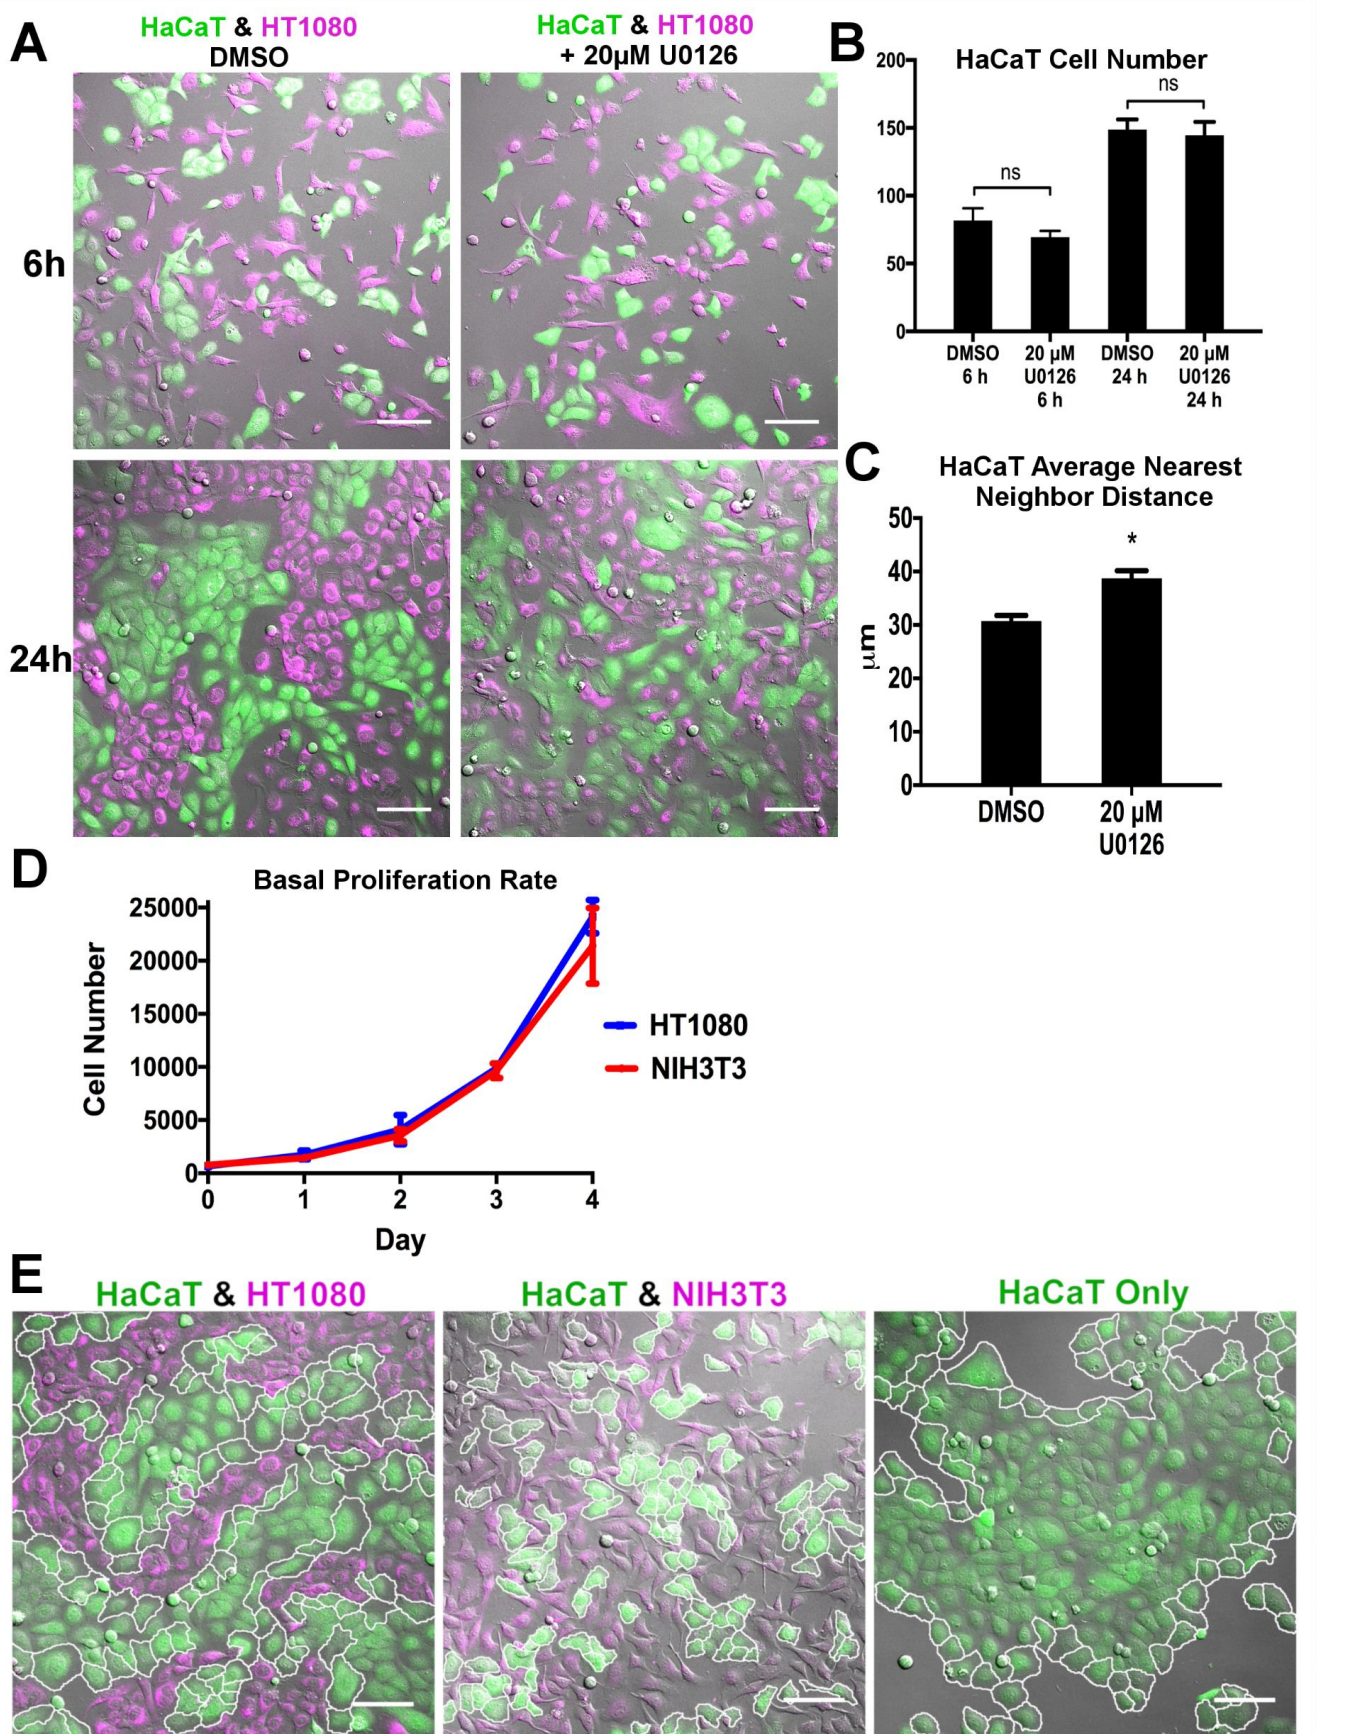 A
HaCaT & HT1080
DMSO
HaCaT & HT1080
+ 20µM U0126
6h
24h
B
HaCaT Cell Number
200
150
100
50
0
ns
ns
DMSO
6 h
20 µM
U0126
6 h
DMSO
24 h
20 µM
U0126
24 h
C
HaCaT Average Nearest
Neighbor Distance
50
40
30
20
10
0
µm
*
DMSO
20 µM
U0126
D
Basal Proliferation Rate
25000
20000
15000
10000
5000
0
Cell Number
0 1 2 3 4
Day
HT1080
NIH3T3
E
HaCaT & HT1080
HaCaT & NIH3T3
HaCaT Only